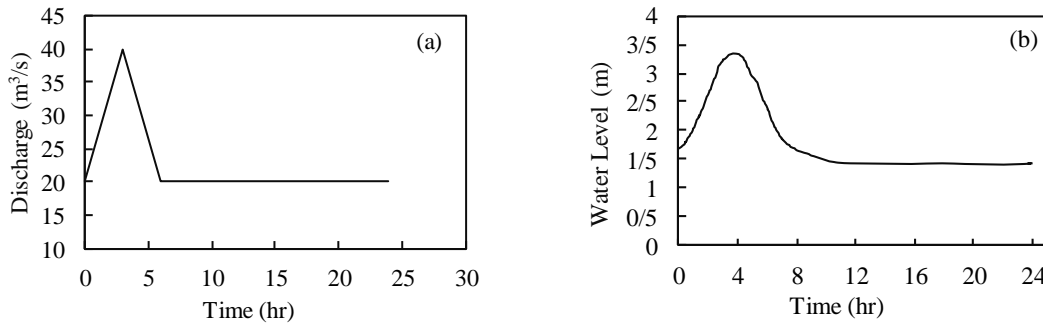 45
40
35
30
25
20
15
10
Discharge (m³/s)
(a)
0 5 10 15 20 25 30
Time (hr)
4
3/5
3
2/5
2
1/5
1
0/5
0
Water Level (m)
(b)
0 4 8 12 16 20 24
Time (hr)